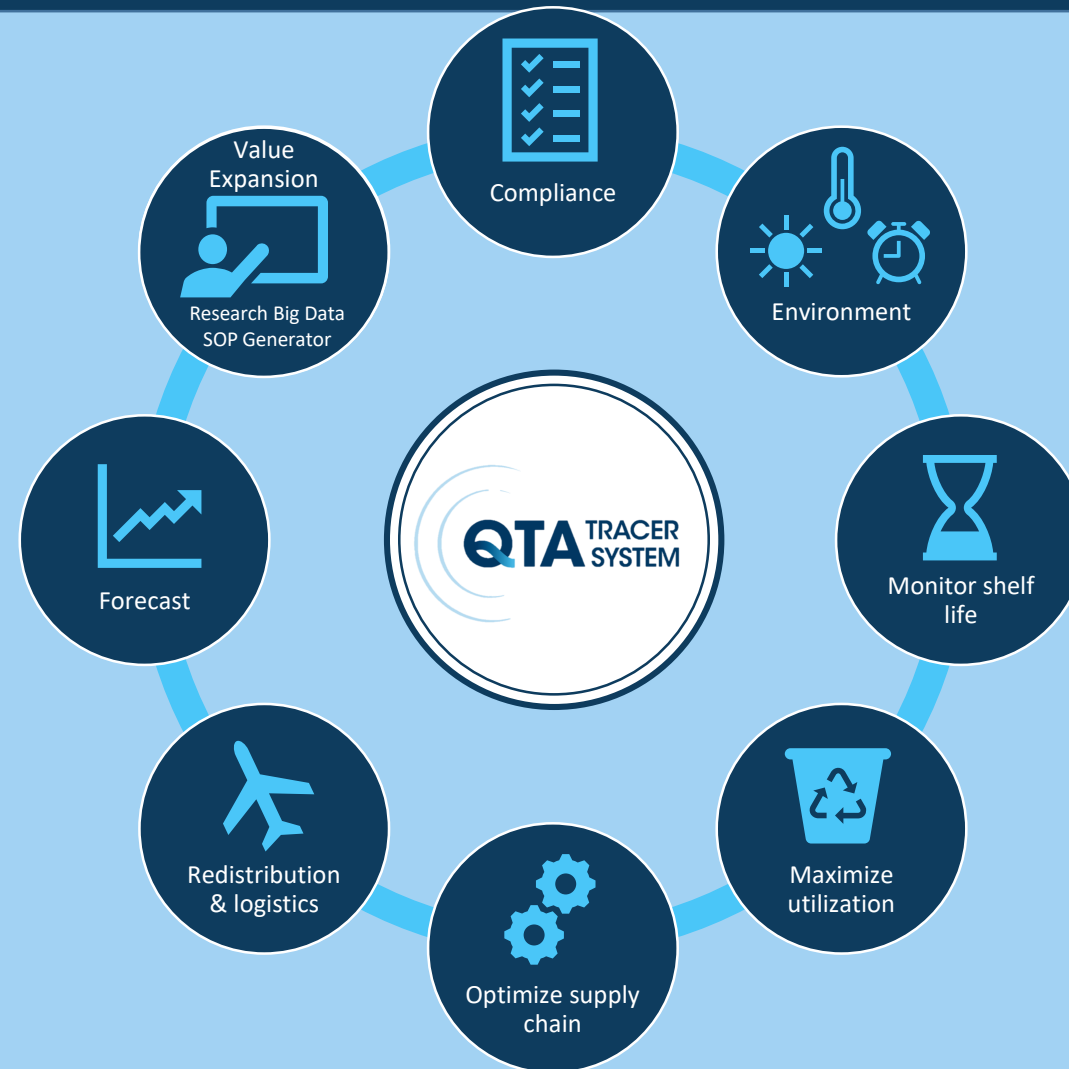 Compliance
Environment
Monitor shelf
life
Maximize
utilization
Optimize supply
chain
Redistribution
& logistics
Forecast
Value
Expansion
Research Big Data
SOP Generator
QTA TRACER
SYSTEM